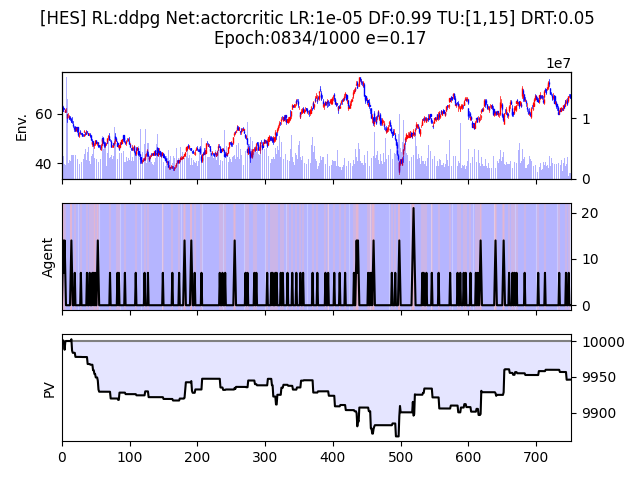 [HES] RL:ddpg Net:actorcritic LR:1e-05 DF:0.99 TU:[1,15] DRT:0.05
Epoch:0834/1000 e=0.17
1e7
Env.
60
40
1
0
Agent
20
10
0
PV
10000
9950
9900
0 100 200 300 400 500 600 700